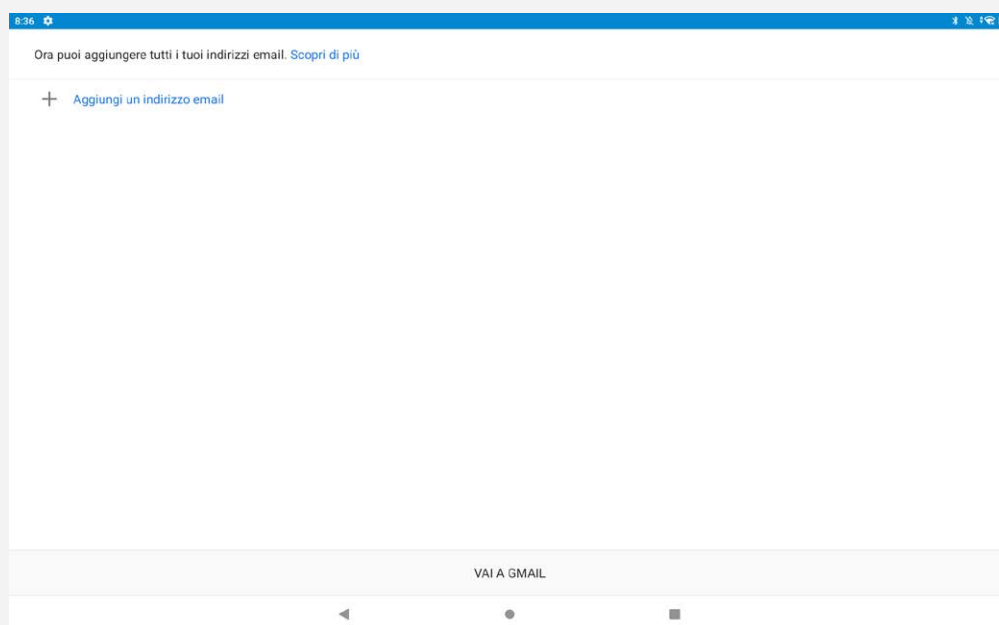 8:36
Ora puoi aggiungere tutti i tuoi indirizzi email. Scopri di più
Aggiungi un indirizzo email
VAI A GMAIL